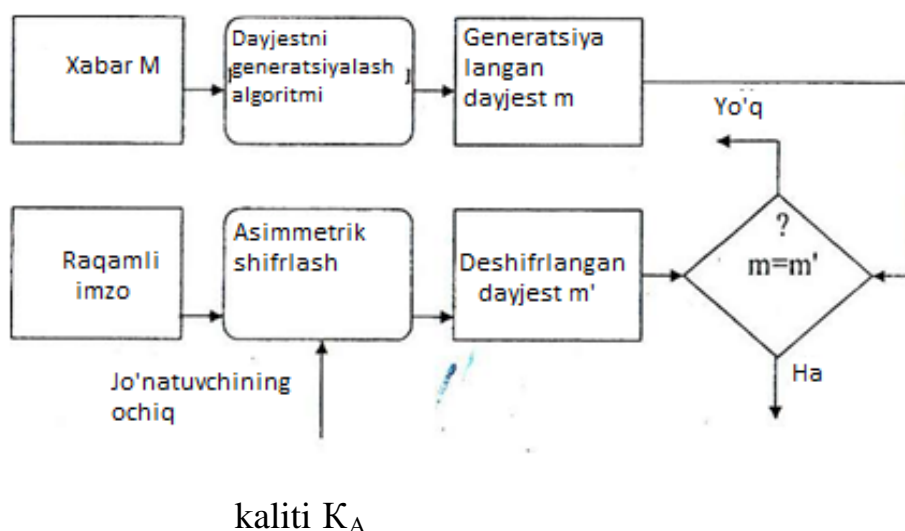 Xabar M
Dayjestni
generatsiyalash
algoritmi
Generatsiya
langan
dayjest m
Yo'q
Raqamli
imzo
Asimmetrik
shifrlash
Deshifrlangan
dayjest m'
?
m=m'
Ha
Jo'natuvchining
ochiq
kaliti K_A